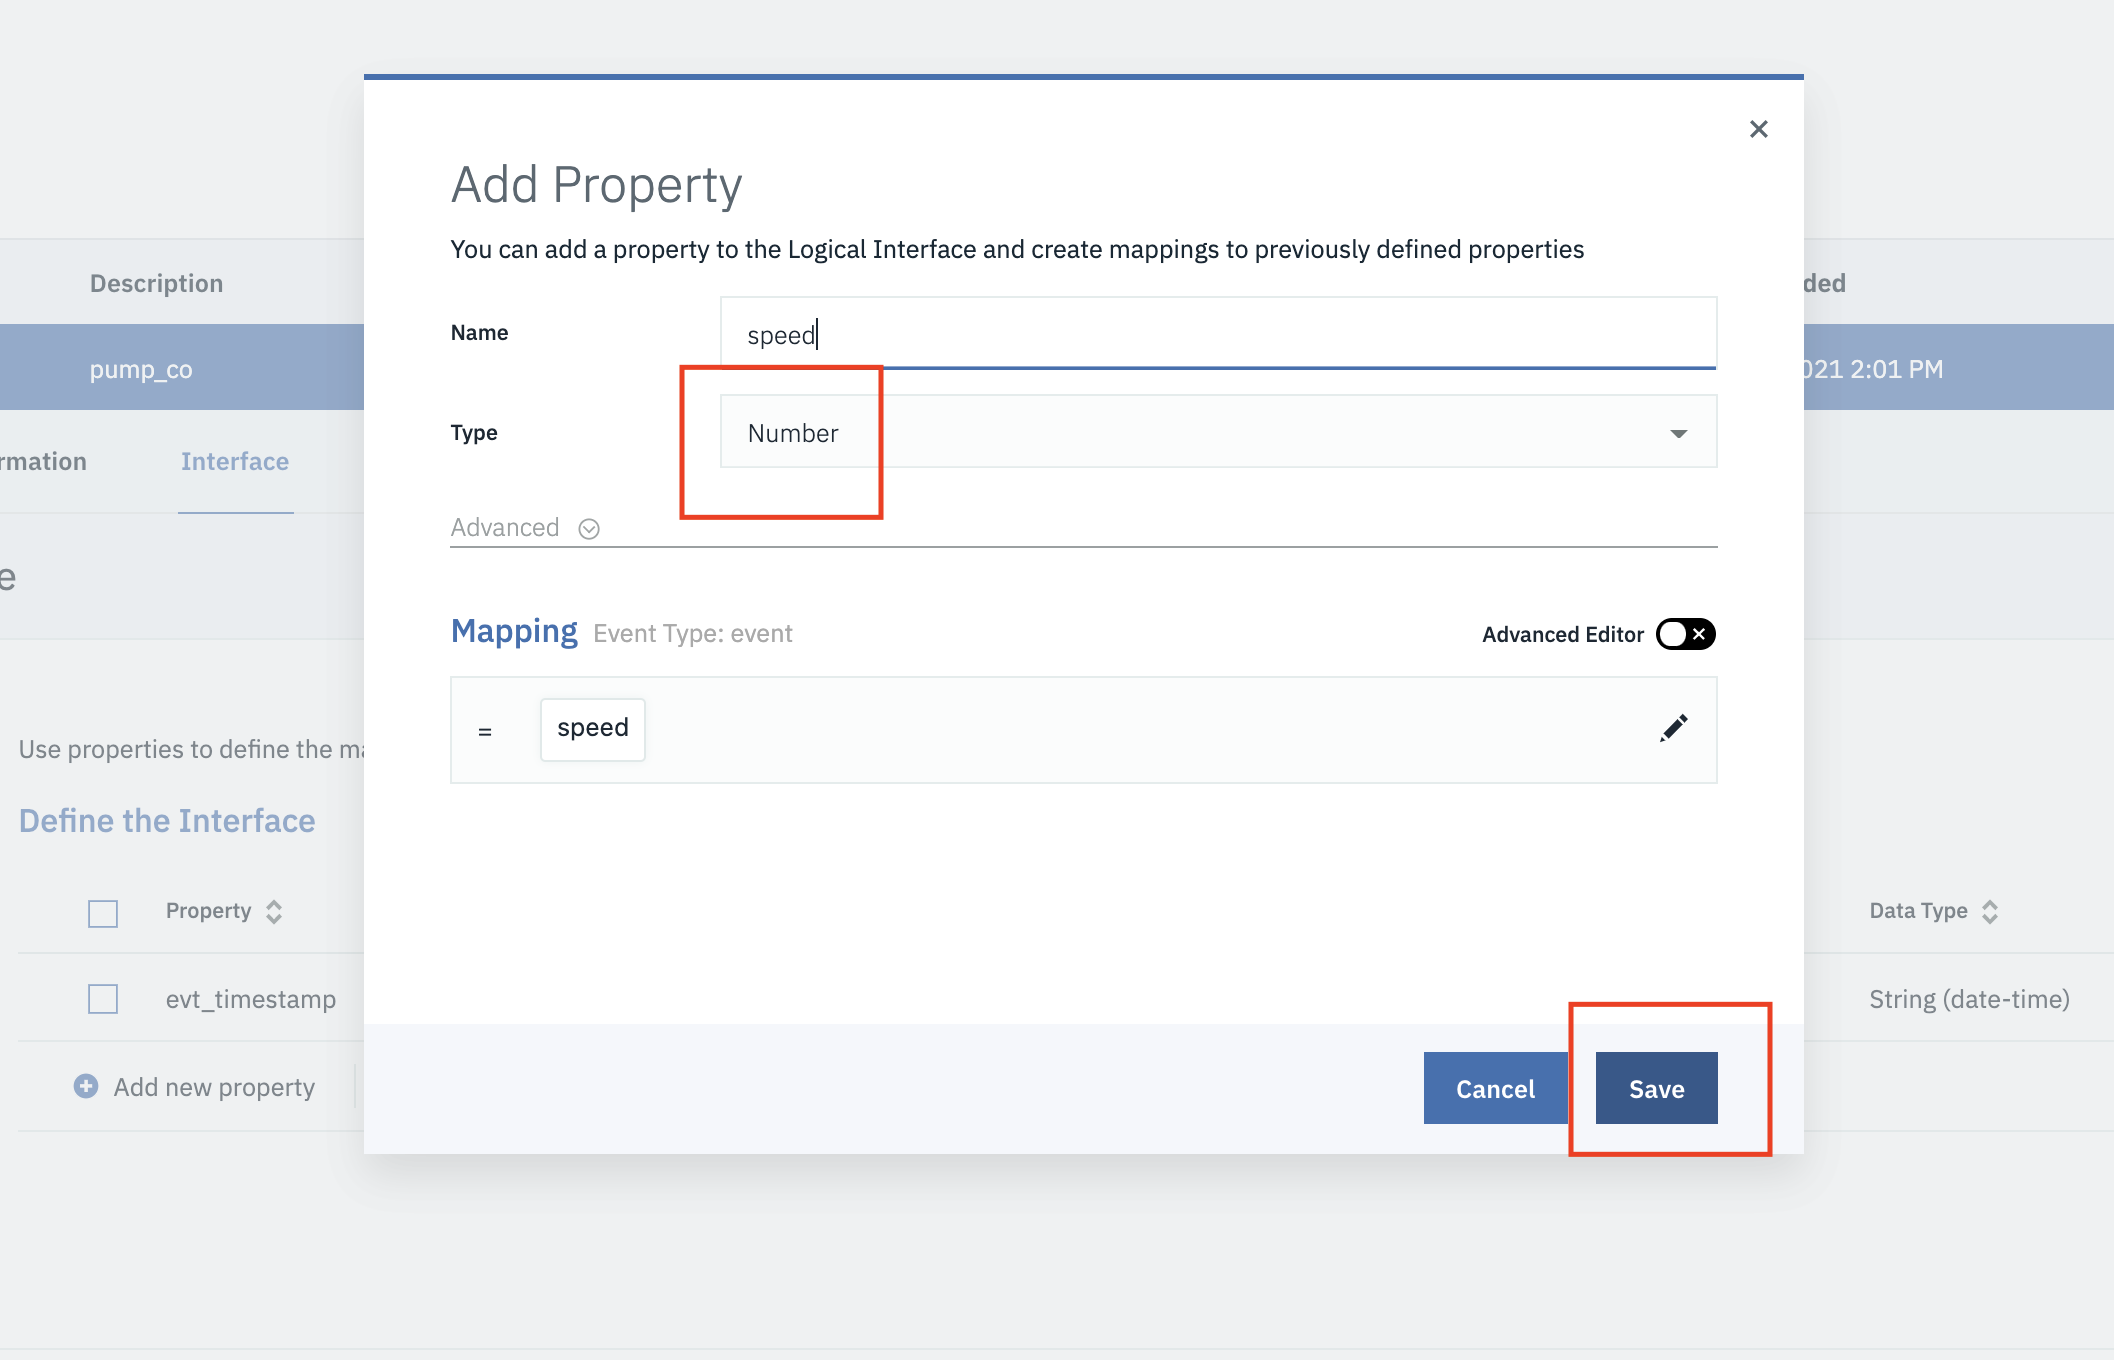 Add Property
You can add a property to the Logical Interface and create mappings to previously defined properties
Description
ded
Name
speed
pump_co
021 2:01 PM
Type
Number
rmation
Interface
Advanced
e
Mapping Event Type: event
Advanced Editor
= speed
Use properties to define the ma
Define the Interface
Property
Data Type
evt_timestamp
String (date-time)
Add new property
Cancel
Save